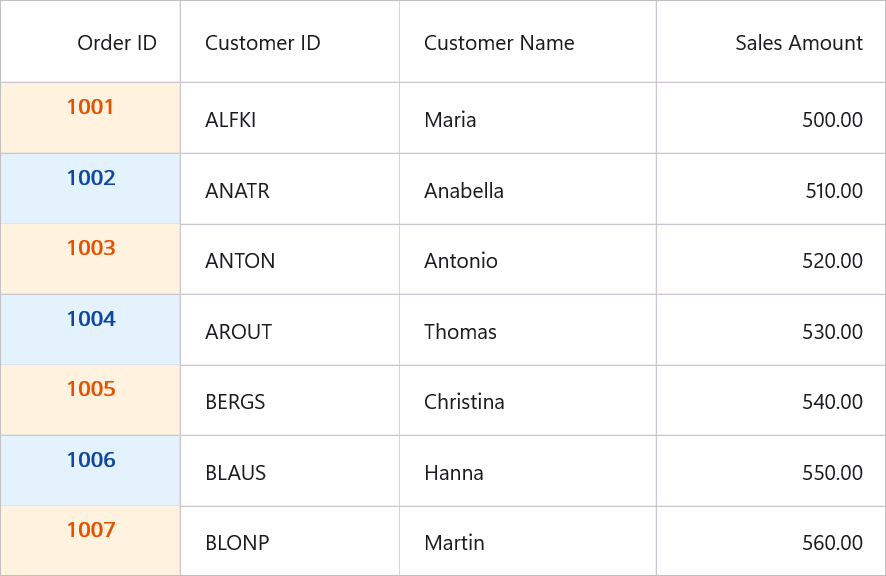 Order ID Customer ID Customer Name Sales Amount
1001 ALFKI Maria 500.00
1002 ANATR Anabella 510.00
1003 ANTON Antonio 520.00
1004 AROUT Thomas 530.00
1005 BERGS Christina 540.00
1006 BLAUS Hanna 550.00
1007 BLONP Martin 560.00